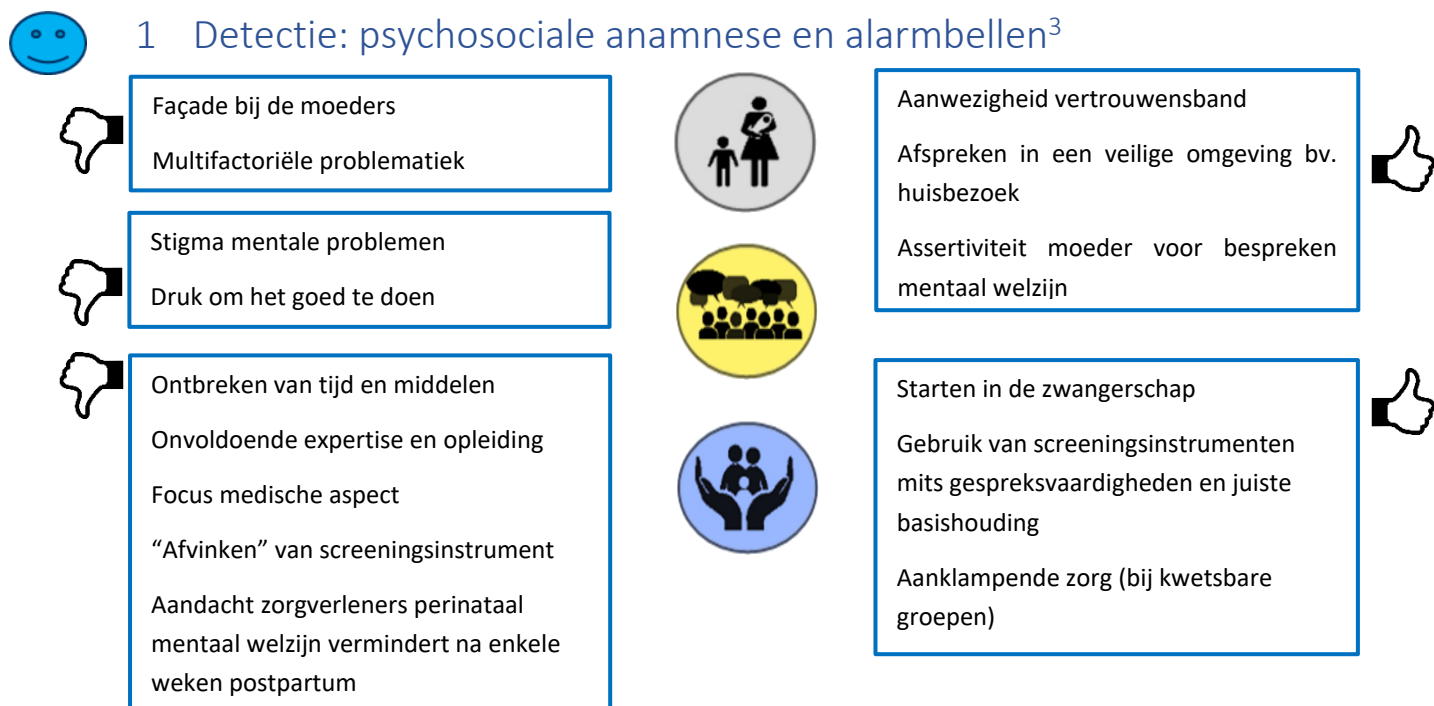 1 Detectie: psychosociale anamnese en alarmbellen³
Façade bij de moeders
Multifactoriële problematiek
Stigma mentale problemen
Druk om het goed te doen
Ontbreken van tijd en middelen
Onvoldoende expertise en opleiding
Focus medische aspect
“Afvinken” van screeningsinstrument
Aandacht zorgverleners perinataal
mentaal welzijn vermindert na enkele
weken postpartum
Aanwezigheid vertrouwensband
Afspreken in een veilige omgeving bv.
huisbezoek
Assertiviteit moeder voor bespreken
mentaal welzijn
Starten in de zwangerschap
Gebruik van screeningsinstrumenten
mits gespreksvaardigheden en juiste
basishouding
Aanklampende zorg (bij kwetsbare
groepen)